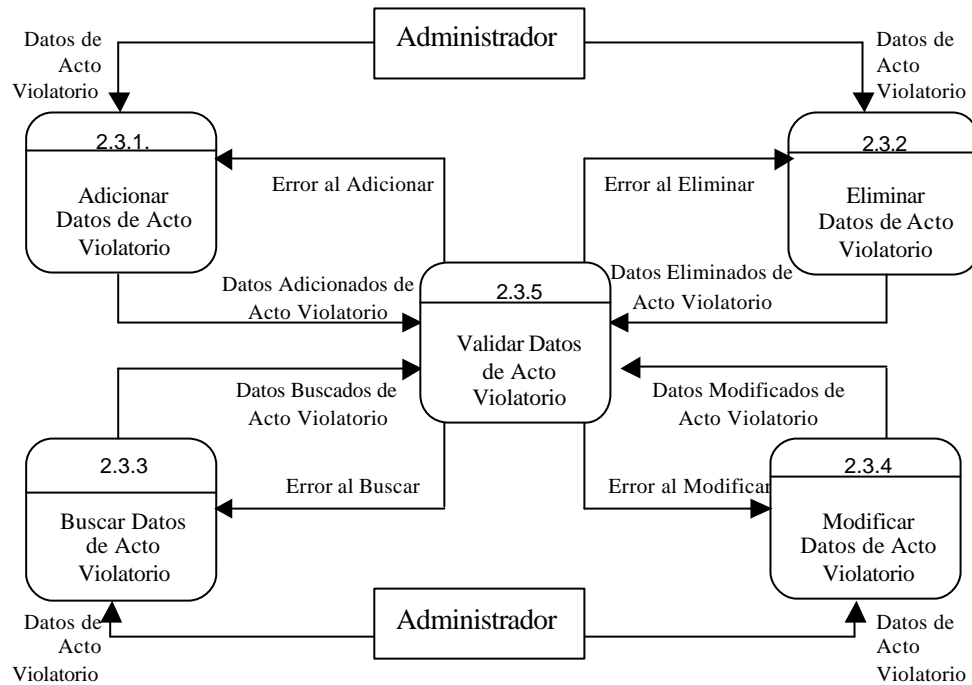 Administrador
Datos de
Acto
Violatorio
Datos de
Acto
Violatorio
2.3.1.
Adicionar
Datos de Acto
Violatorio
2.3.2
Eliminar
Datos de Acto
Violatorio
Error al Adicionar
Error al Eliminar
Datos Adicionados de
Acto Violatorio
Datos Eliminados de
Acto Violatorio
2.3.5
Validar Datos
de Acto
Violatorio
Datos Buscados de
Acto Violatorio
Datos Modificados de
Acto Violatorio
2.3.3
Buscar Datos
de Acto
Violatorio
2.3.4
Modificar
Datos de Acto
Violatorio
Error al Buscar
Error al Modificar
Administrador
Datos de
Acto
Violatorio
Datos de
Acto
Violatorio